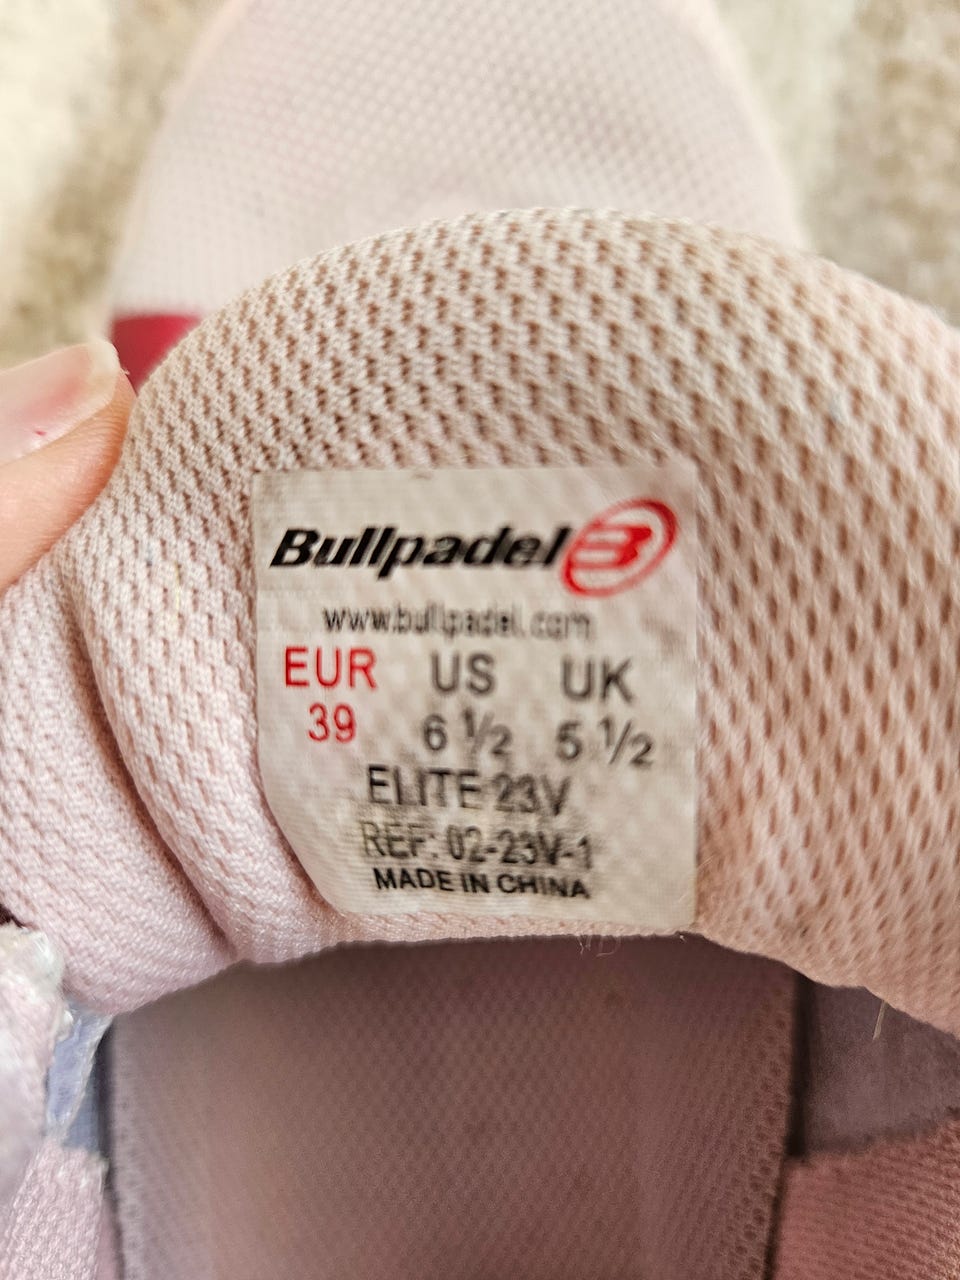 Bullpadel B
www.bullpadel.com
EUR US UK
39 6 ½ 5 ½
ELITE 23V
REF: 02-23V-1
MADE IN CHINA